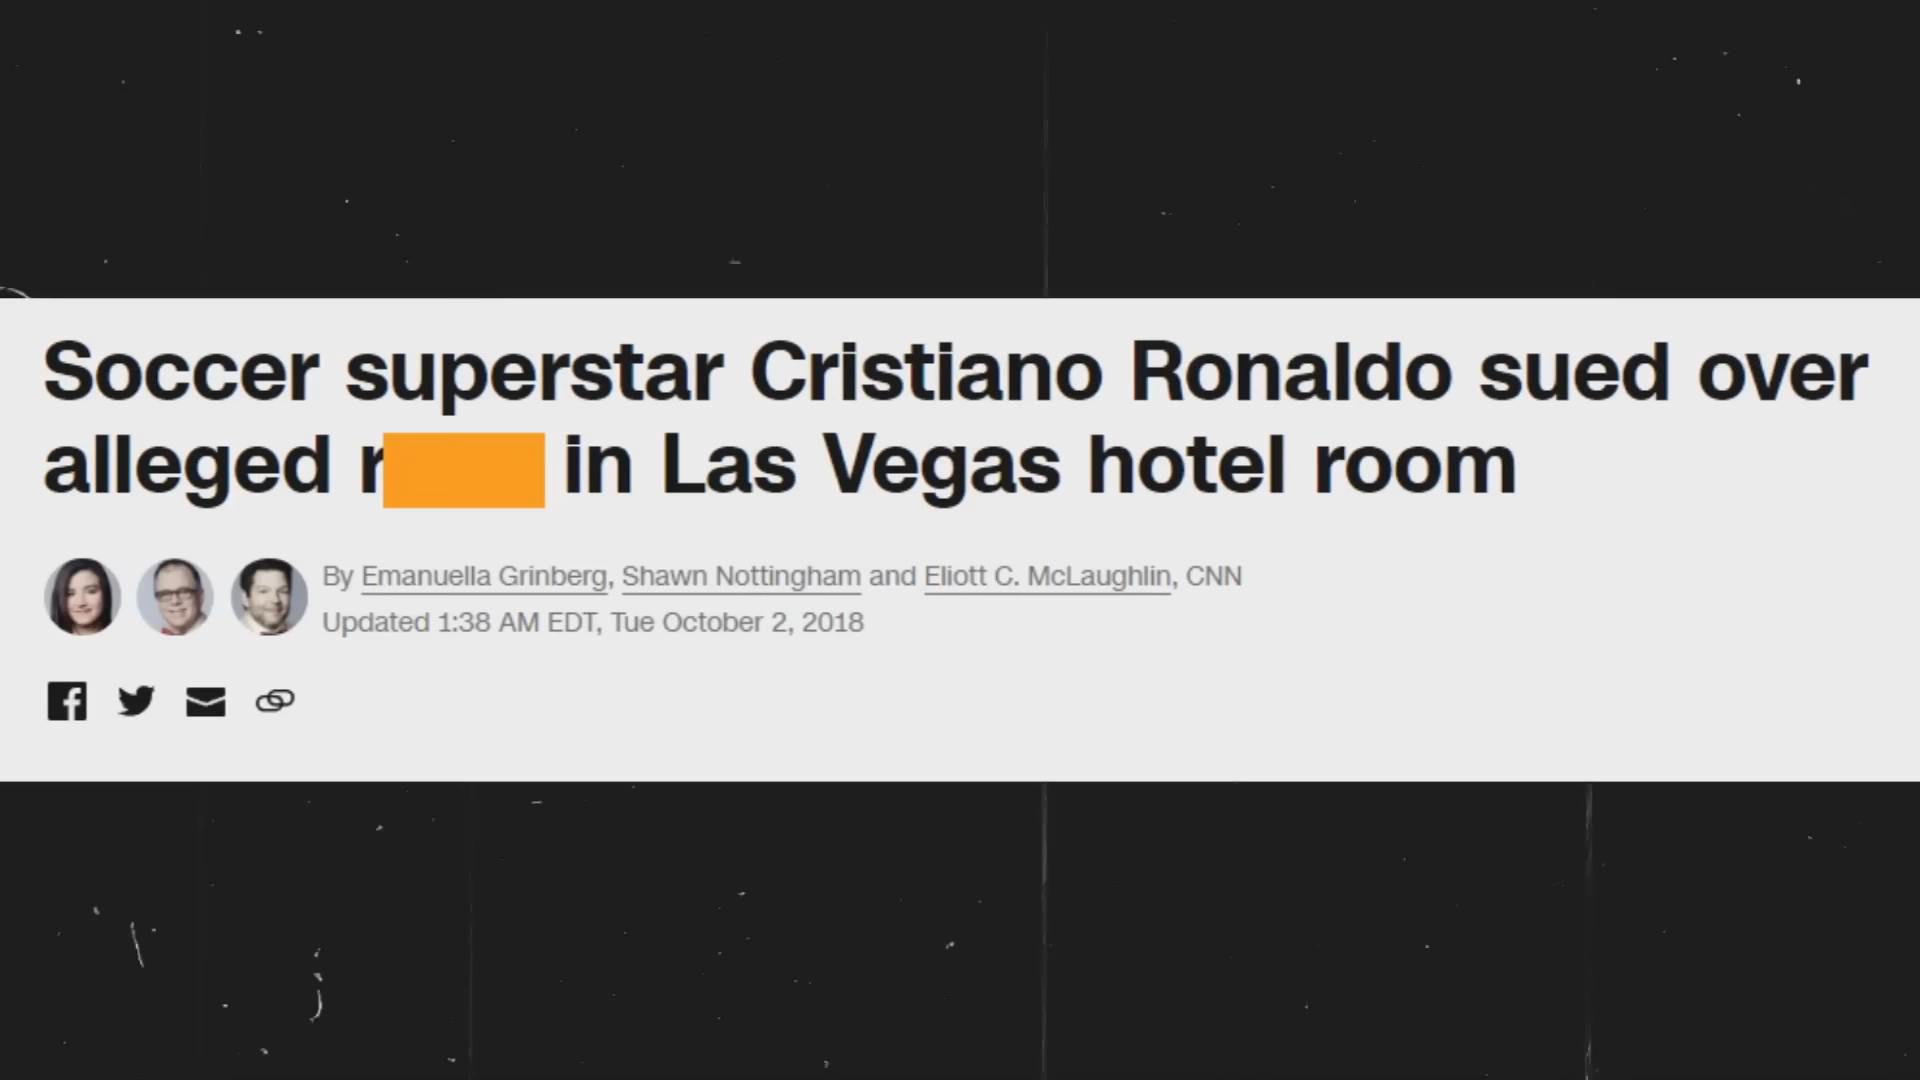 Soccer superstar Cristiano Ronaldo sued over
alleged r in Las Vegas hotel room
By Emanuella Grinberg, Shawn Nottingham and Eliott C. McLaughlin, CNN
Updated 1:38 AM EDT, Tue October 2, 2018